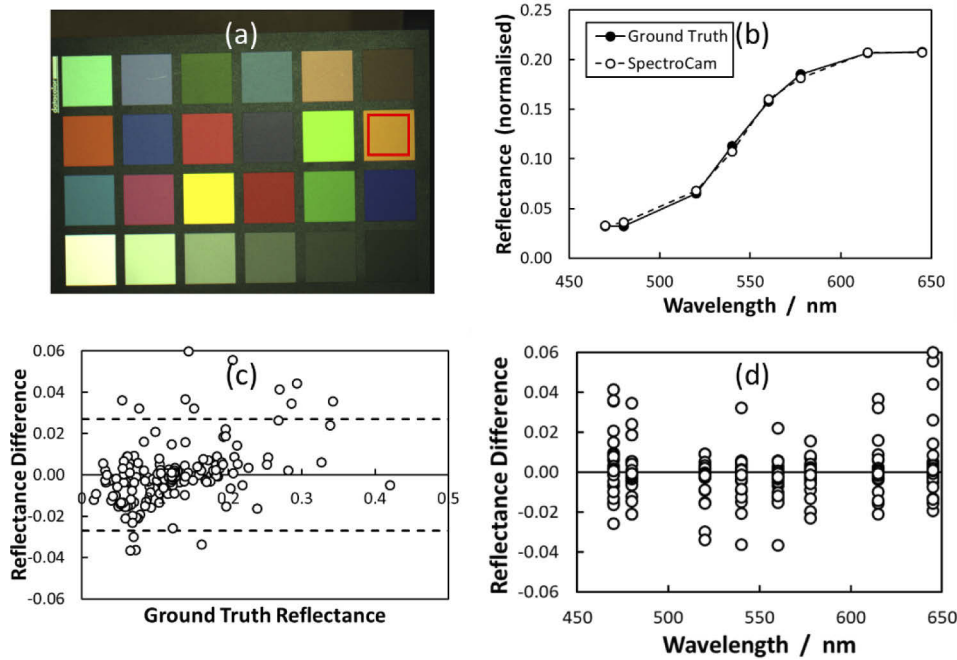 (a)
datacolor
(b)
Ground Truth
SpectroCam
Reflectance (normalised)
0.25
0.20
0.15
0.10
0.05
0.00
450 500 550 600 650
Wavelength / nm
(c)
Reflectance Difference
0.06
0.04
0.02
0.00
-0.02
-0.04
-0.06
0 0.1 0.2 0.3 0.4 0.5
Ground Truth Reflectance
(d)
Reflectance Difference
0.06
0.04
0.02
0.00
-0.02
-0.04
-0.06
450 500 550 600 650
Wavelength / nm